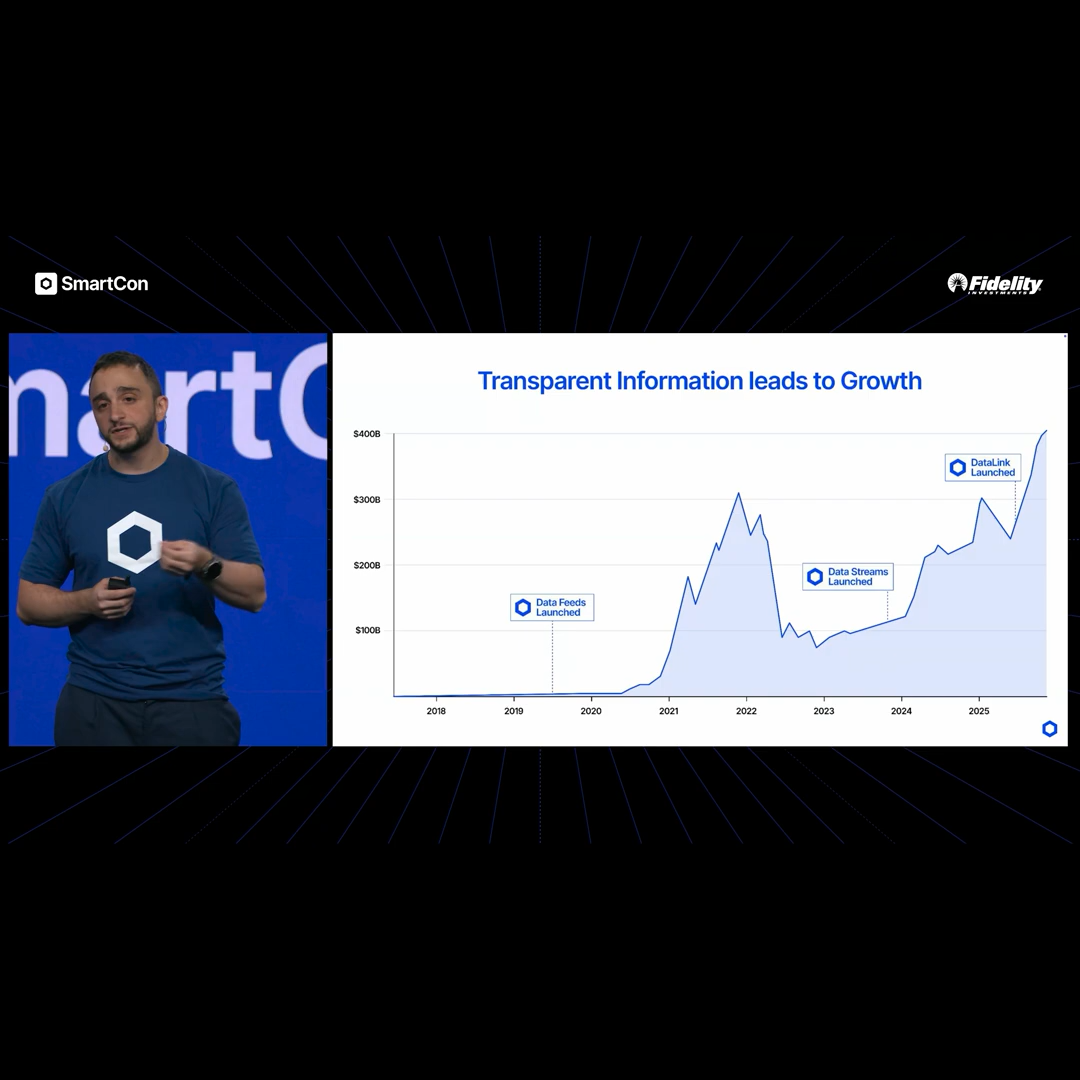 SmartCon
Fidelity
INVESTMENTS
martC
Transparent Information leads to Growth
$400B
$300B
$200B
$100B
Data Feeds
Launched
Data Streams
Launched
DataLink
Launched
2018
2019
2020
2021
2022
2023
2024
2025